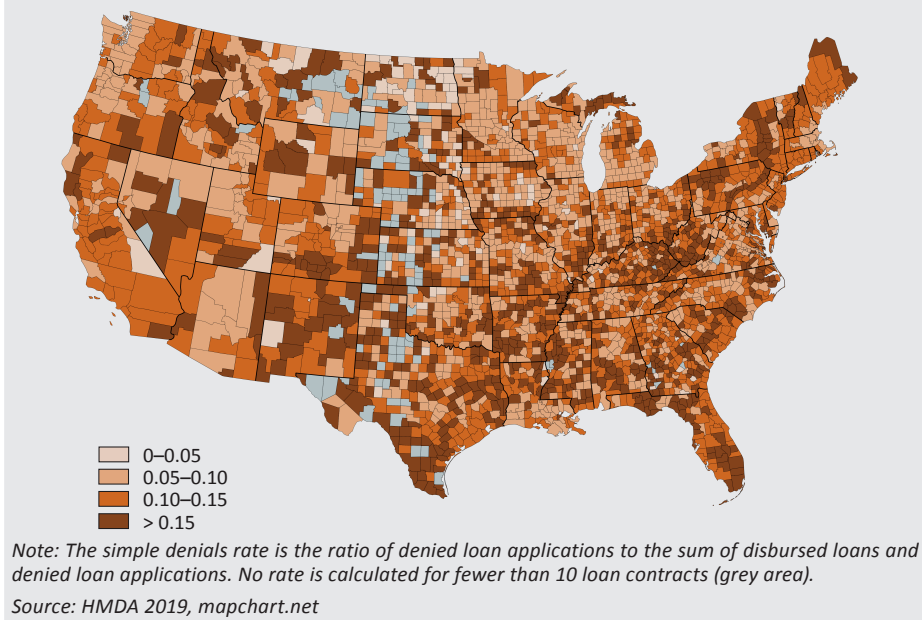 0–0.05
0.05–0.10
0.10–0.15
> 0.15
Note: The simple denials rate is the ratio of denied loan applications to the sum of disbursed loans and
denied loan applications. No rate is calculated for fewer than 10 loan contracts (grey area).
Source: HMDA 2019, mapchart.net